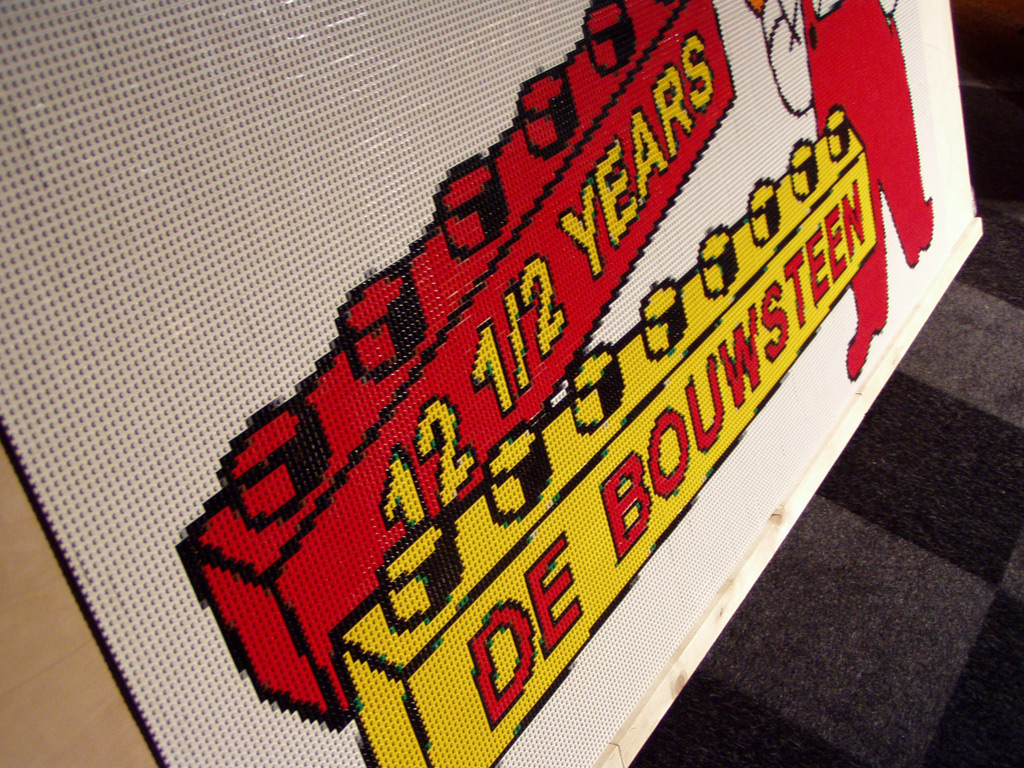 12 1/2 YEARS
DE BOUWSTEEN